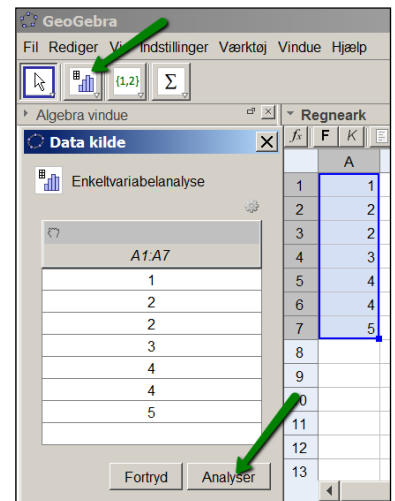 GeoGebra
Fil Rediger Vis Indstillinger Værktøj Vindue Hjælp
{1,2} Σ
Algebra vindue
Regneark
Data kilde
fx F K
Enkeltvariabelanalyse
A
A1:A7
1
2
2
3
4
4
5
1 1
2 2
3 2
4 3
5 4
6 4
7 5
8
9
10
11
12
13
Fortryd Analyser